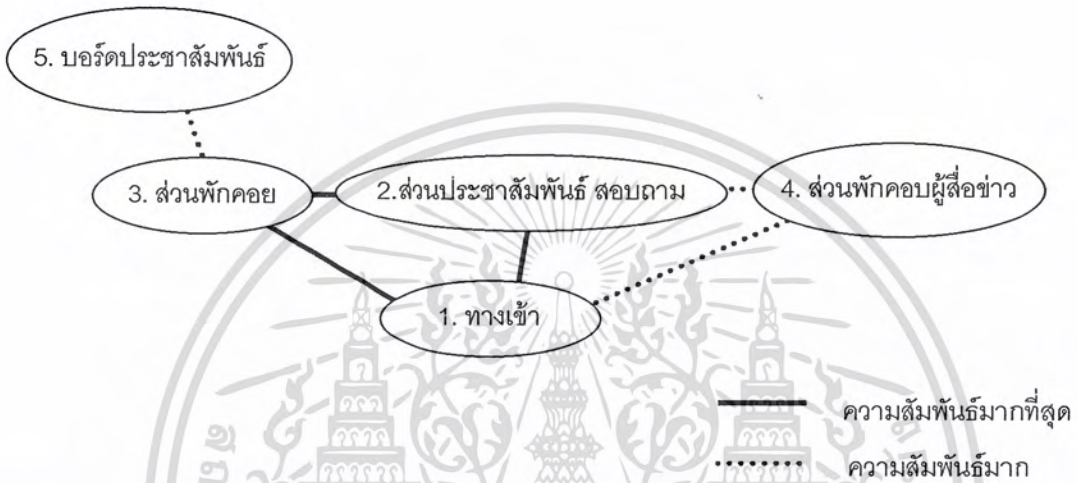 5. บอร์ดประชาสัมพันธ์
3. ส่วนพักคอย
2.ส่วนประชาสัมพันธ์ สอบถาม
4. ส่วนพักคอบผู้สื่อข่าว
1. ทางเข้า
ความสัมพันธ์มากที่สุด
ความสัมพันธ์มาก